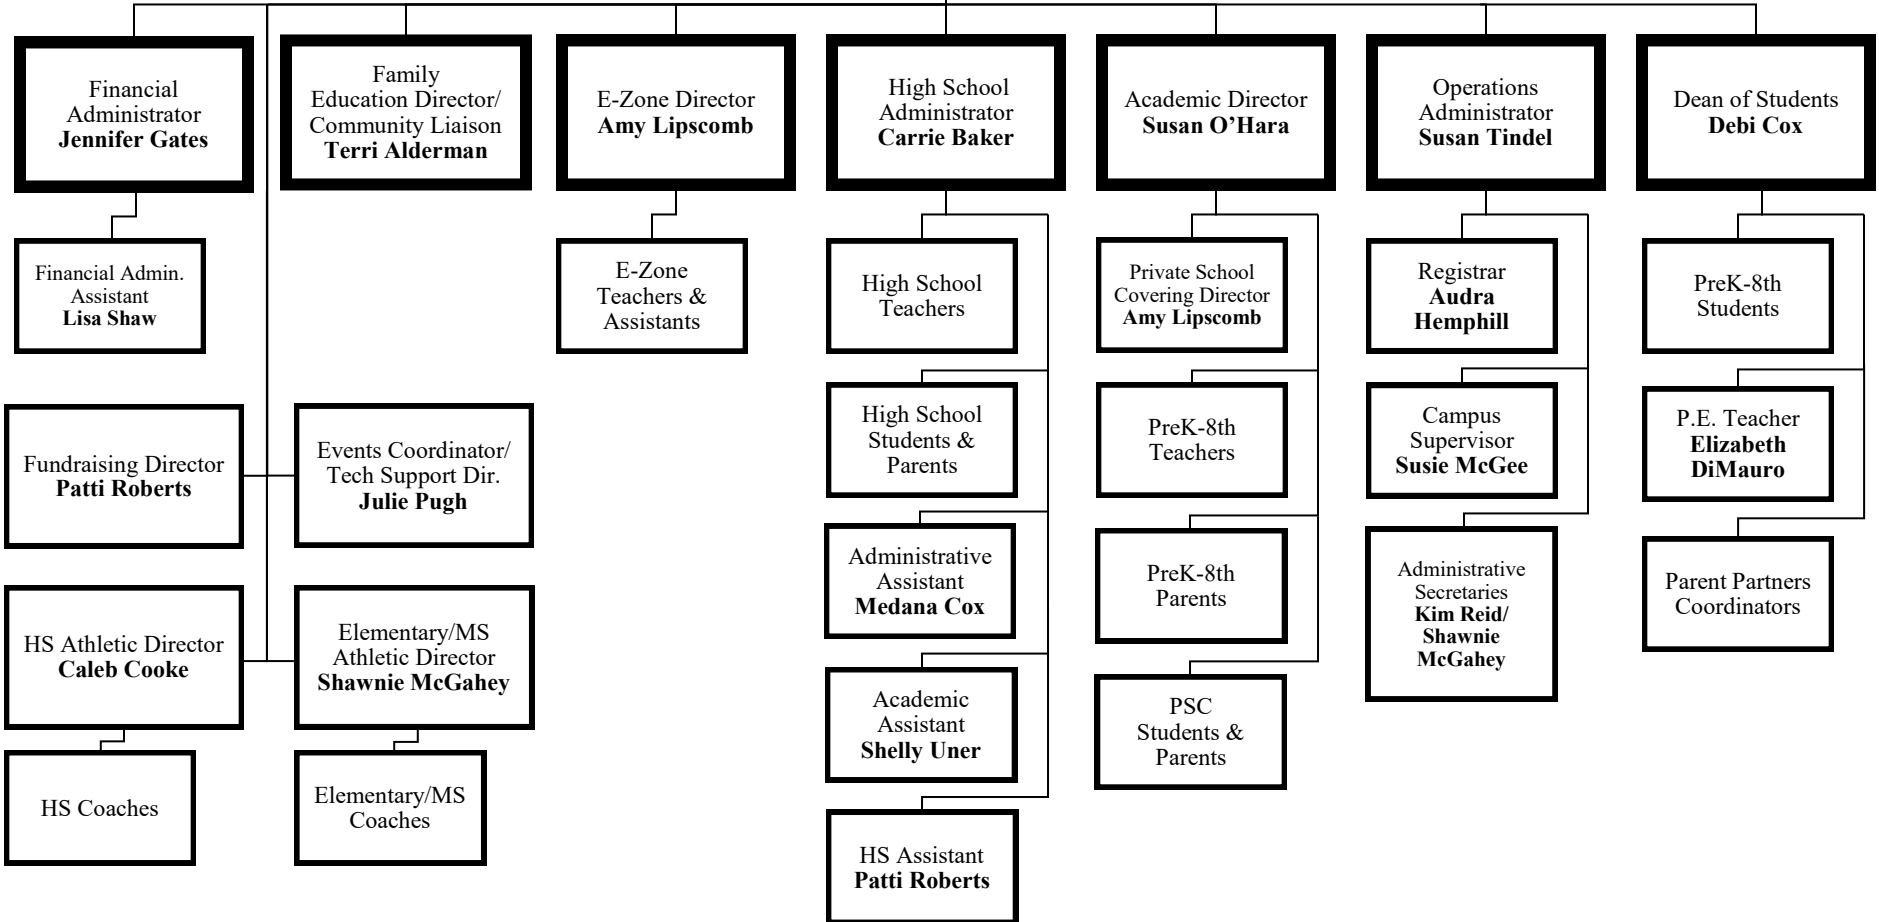 Financial
Administrator
Jennifer Gates
Family
Education Director/
Community Liaison
Terri Alderman
E-Zone Director
Amy Lipscomb
High School
Administrator
Carrie Baker
Academic Director
Susan O’Hara
Operations
Administrator
Susan Tindel
Dean of Students
Debi Cox
Financial Admin.
Assistant
Lisa Shaw
E-Zone
Teachers &
Assistants
High School
Teachers
Private School
Covering Director
Amy Lipscomb
Registrar
Audra
Hemphill
PreK-8th
Students
Fundraising Director
Patti Roberts
Events Coordinator/
Tech Support Dir.
Julie Pugh
High School
Students &
Parents
PreK-8th
Teachers
Campus
Supervisor
Susie McGee
P.E. Teacher
Elizabeth
DiMauro
Administrative
Assistant
Medana Cox
PreK-8th
Parents
Administrative
Secretaries
Kim Reid/
Shawnie
McGahey
Parent Partners
Coordinators
HS Athletic Director
Caleb Cooke
Elementary/MS
Athletic Director
Shawnie McGahey
Academic
Assistant
Shelly Uner
PSC
Students &
Parents
HS Coaches
Elementary/MS
Coaches
HS Assistant
Patti Roberts